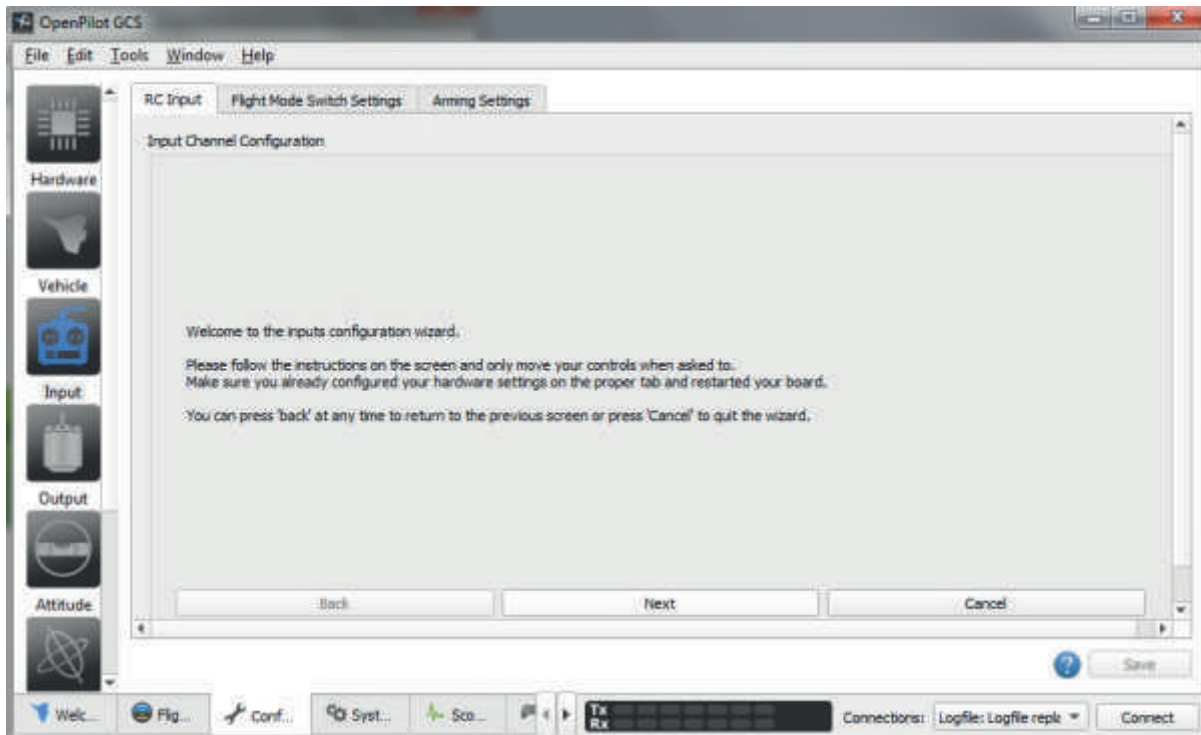 OpenPilot GCS
File Edit Tools Window Help
RC Input Flight Mode Switch Settings Arming Settings
Input Channel Configuration
Hardware
Vehicle
Input
Output
Attitude
Welcome to the inputs configuration wizard.
Please follow the instructions on the screen and only move your controls when asked to.
Make sure you already configured your hardware settings on the proper tab and restarted your board.
You can press 'back' at any time to return to the previous screen or press 'Cancel' to quit the wizard.
Back Next Cancel
? Save
Welc... Flig... Conf... Syst... Sco... Tx Connections: Logfile: Logfile repla Connect
Rx